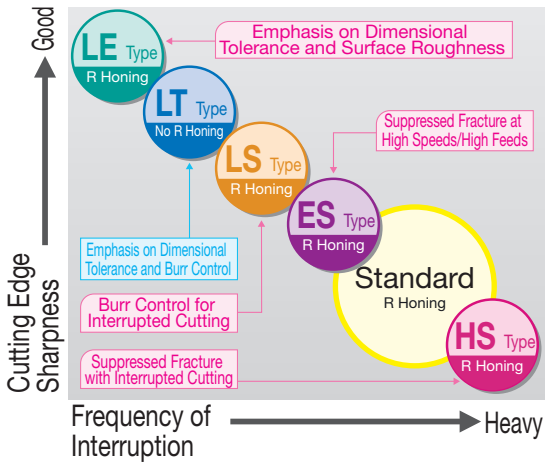 Good
LE Type
R Honing
Emphasis on Dimensional
Tolerance and Surface Roughness
LT Type
No R Honing
Suppressed Fracture at
High Speeds/High Feeds
LS Type
R Honing
ES Type
R Honing
Emphasis on Dimensional
Tolerance and Burr Control
Standard
R Honing
Burr Control for
Interrupted Cutting
HS Type
R Honing
Suppressed Fracture
with Interrupted Cutting
Cutting Edge
Sharpness
Frequency of
Interruption
Heavy